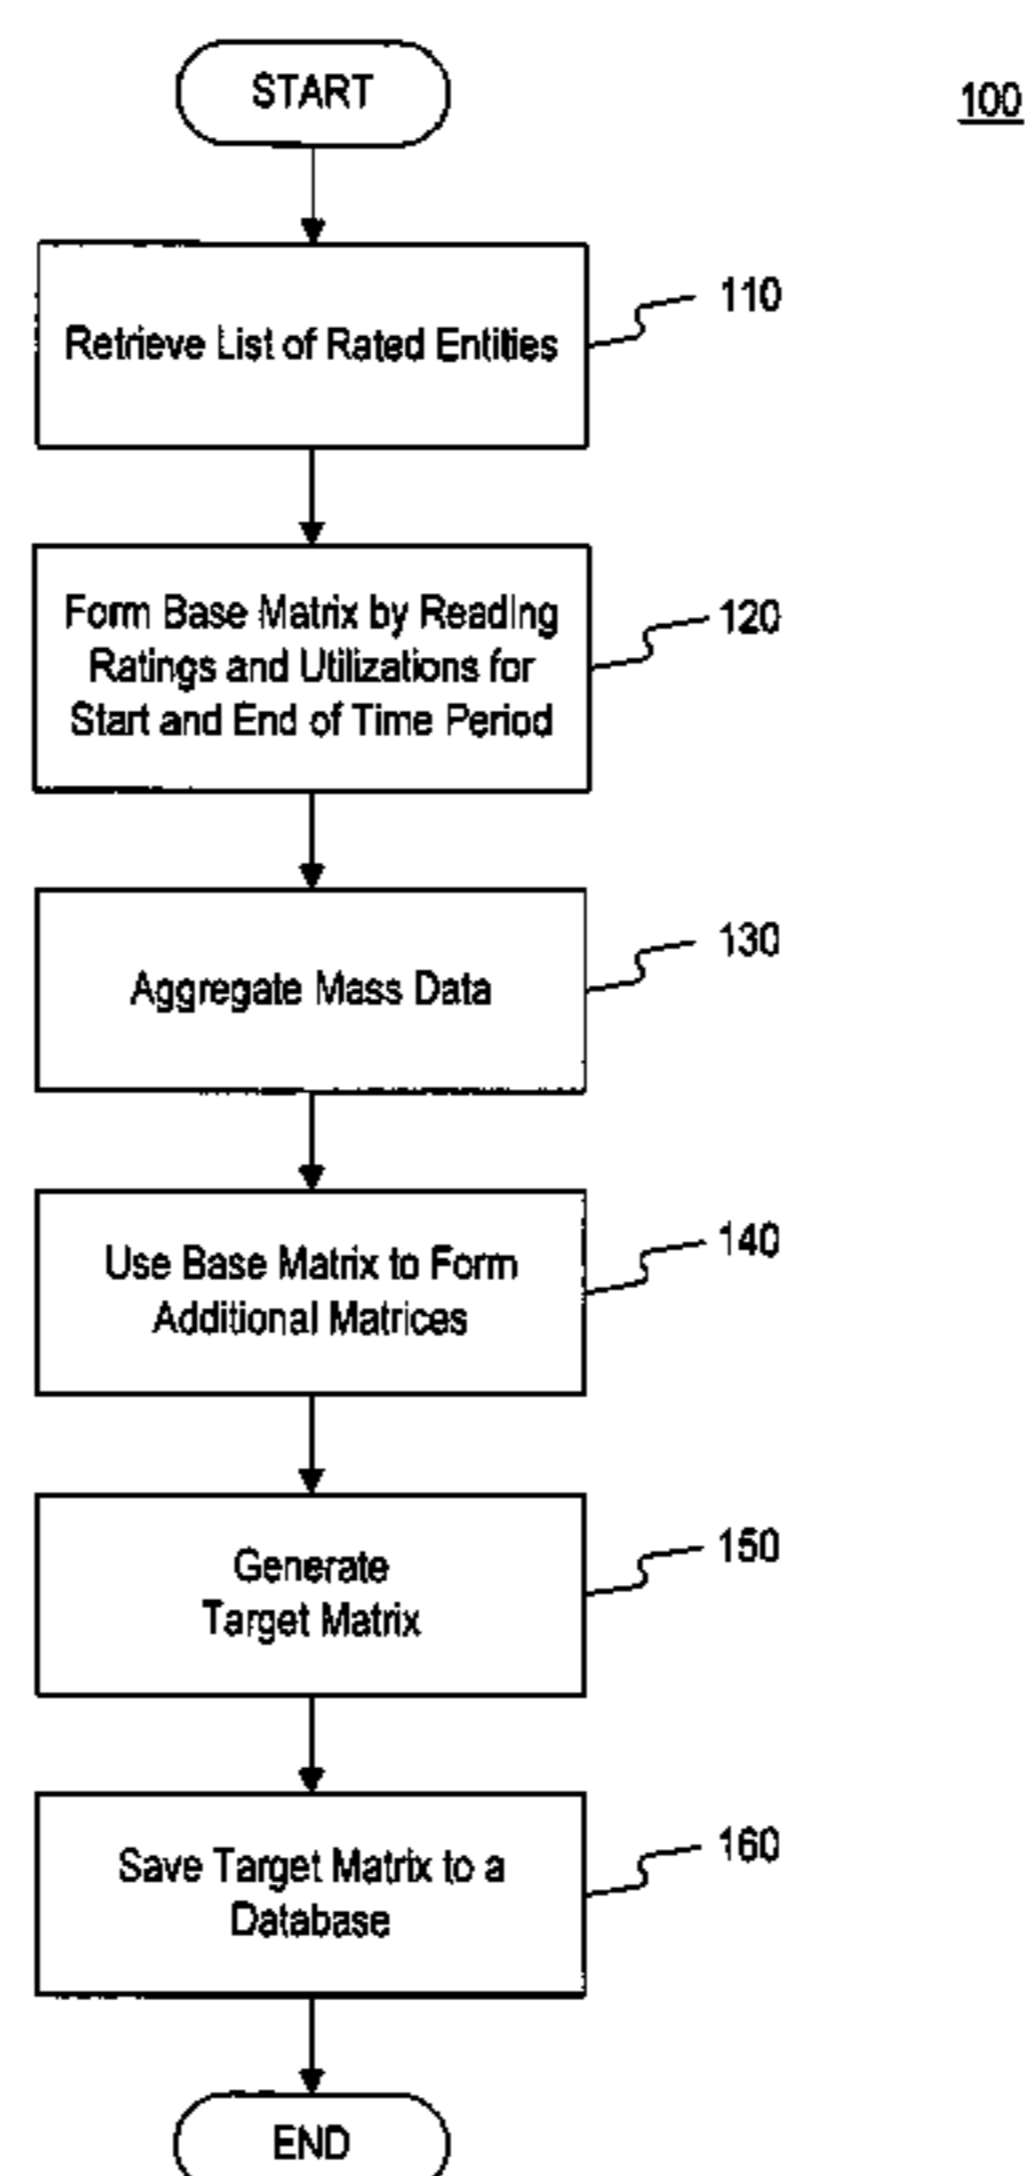 START
100
Retrieve List of Rated Entities
110
Form Base Matrix by Reading
Ratings and Utilizations for
Start and End of Time Period
120
Aggregate Mass Data
130
Use Base Matrix to Form
Additional Matrices
140
Generate
Target Matrix
150
Save Target Matrix to a
Database
160
END